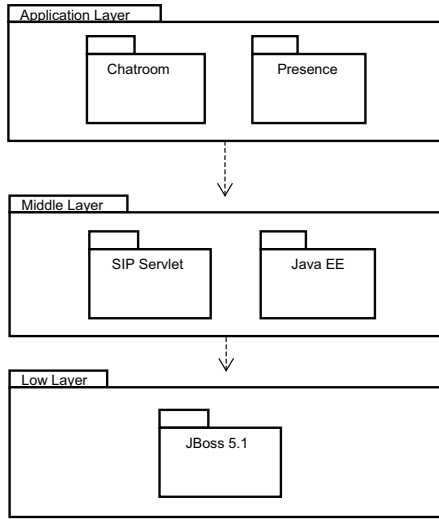 Application Layer
Chatroom
Presence
Middle Layer
SIP Servlet
Java EE
Low Layer
JBoss 5.1